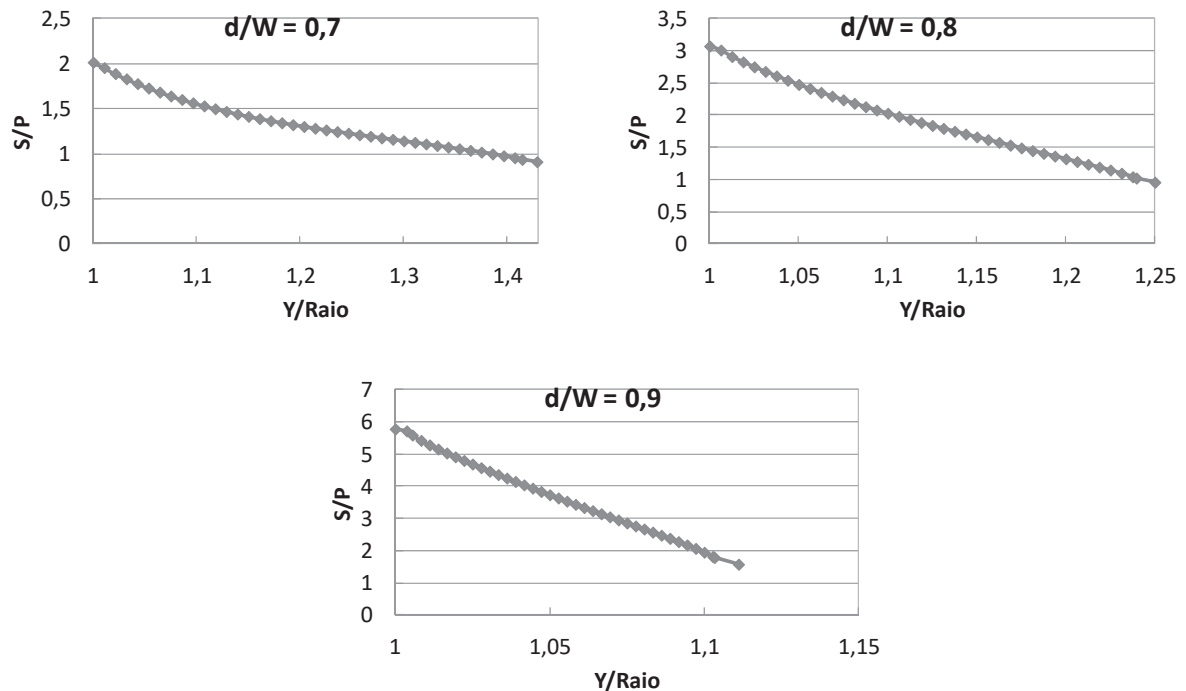 d/W = 0,7
S/P
2,5
2
1,5
1
0,5
0
1 1,1 1,2 1,3 1,4
Y/Raio
d/W = 0,8
S/P
3,5
3
2,5
2
1,5
1
0,5
0
1 1,05 1,1 1,15 1,2 1,25
Y/Raio
d/W = 0,9
S/P
7
6
5
4
3
2
1
0
1 1,05 1,1 1,15
Y/Raio